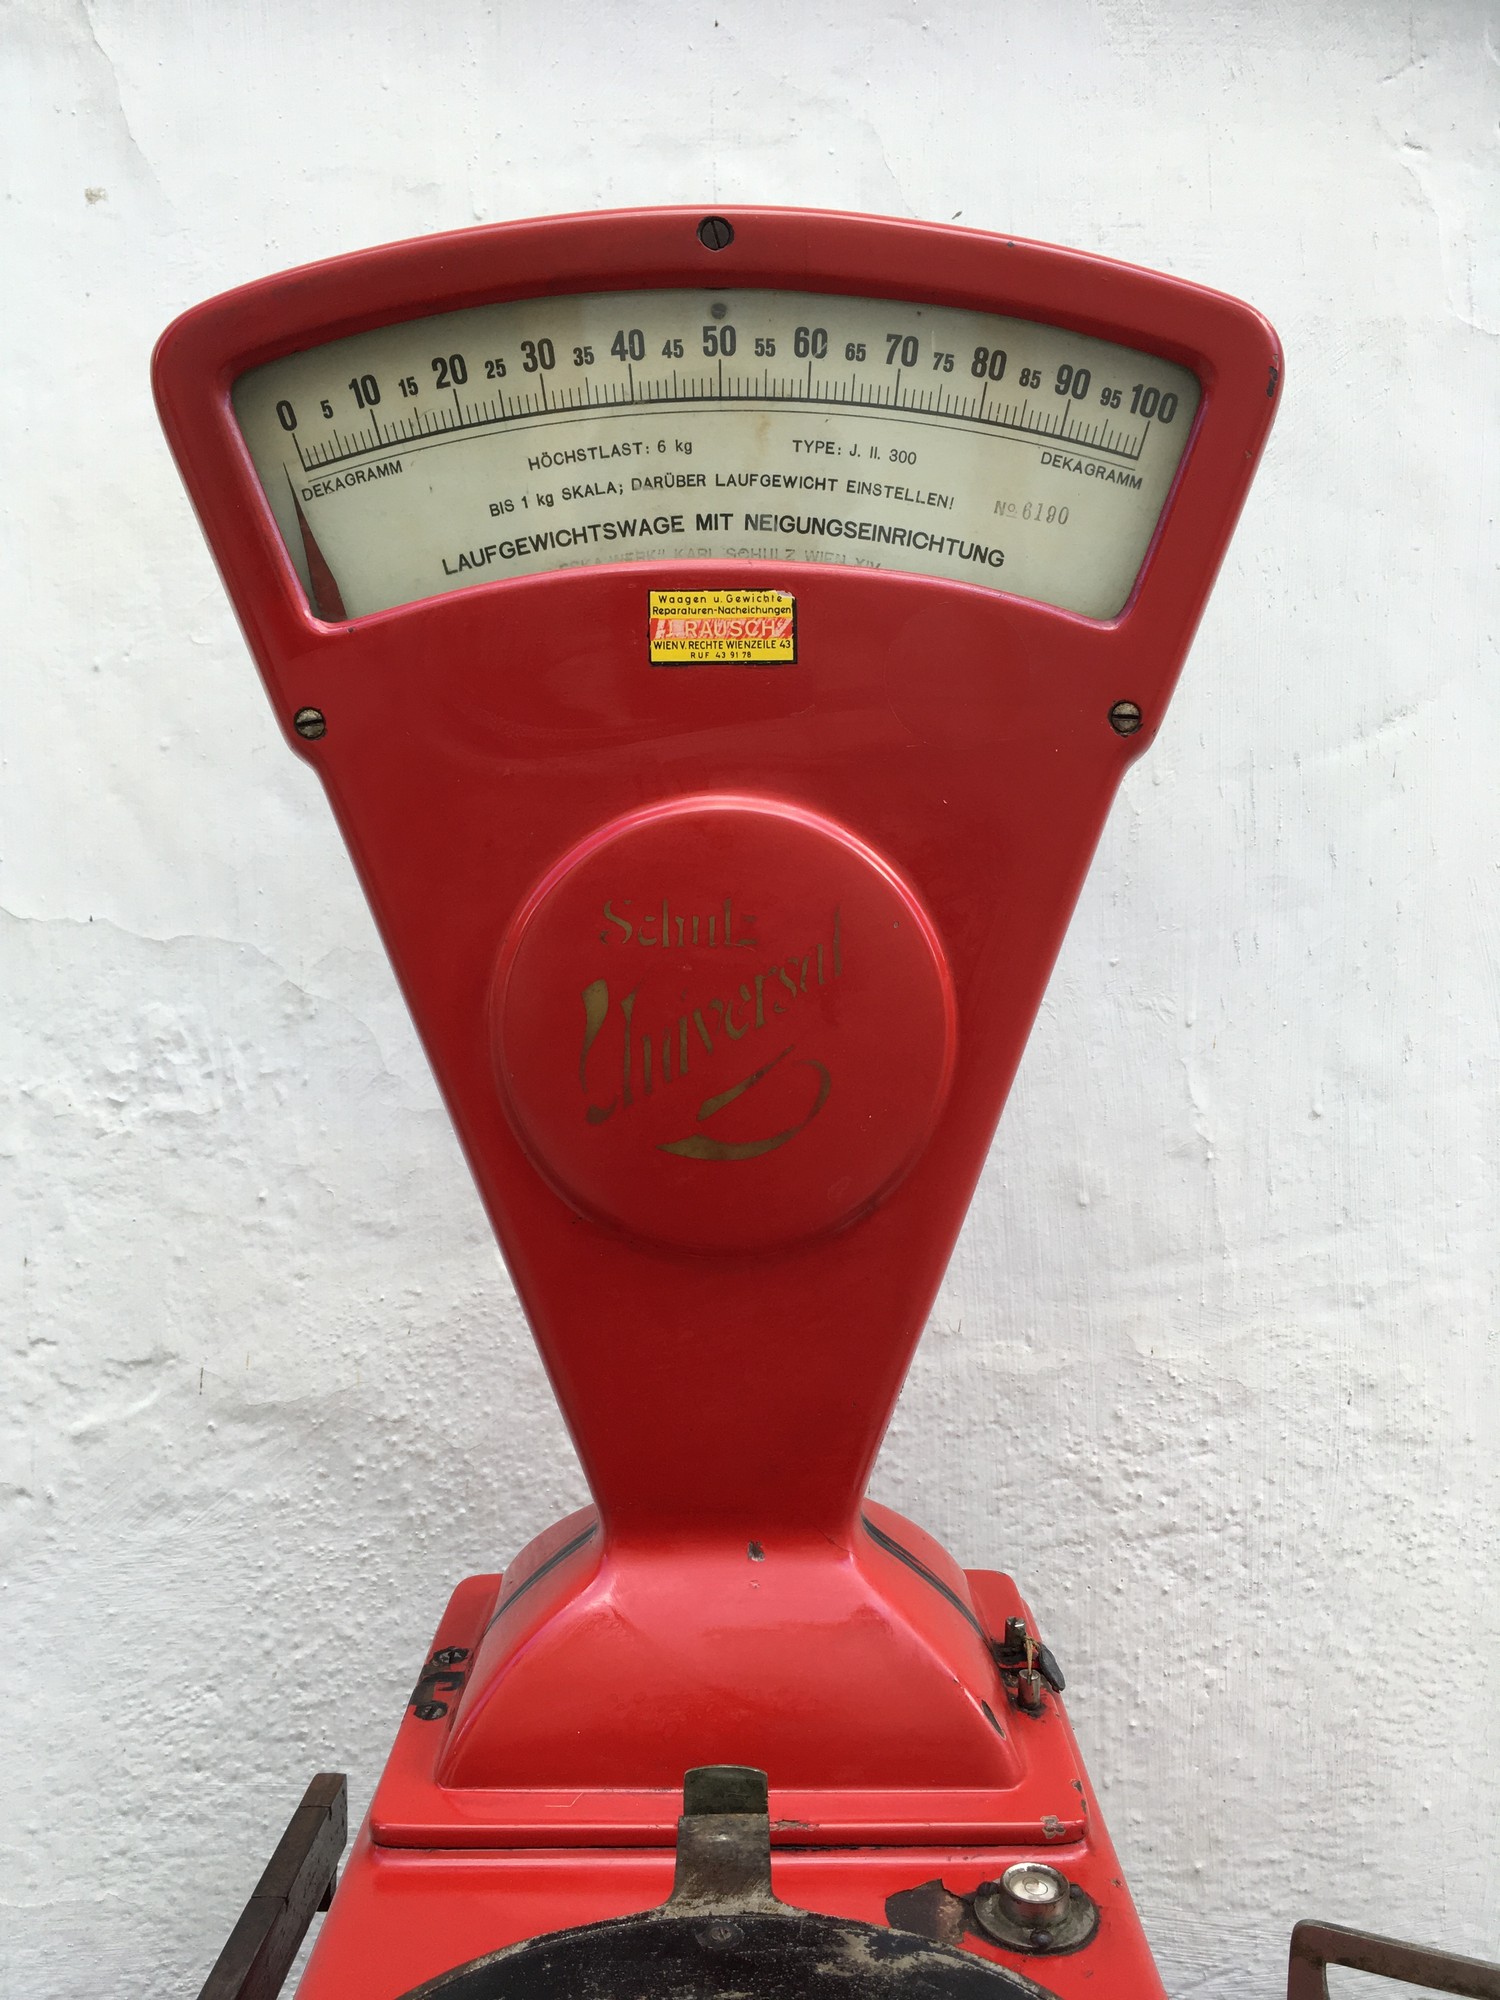 0 5 10 15 20 25 30 35 40 45 50 55 60 65 70 75 80 85 90 95 100
DEKAGRAMM
HÖCHSTLAST: 6 kg
TYPE: J. II. 300
DEKAGRAMM
BIS 1 kg SKALA; DARÜBER LAUFGEWICHT EINSTELLEN!
No 6190
LAUFGEWICHTSWAGE MIT NEIGUNGSEINRICHTUNG
KARL SCHULZ WIEN XIV
Waagen u. Gewichte
Reparaturen-Nacheichungen
RAUSCH
WIEN V. RECHTE WIENZEILE 43
RUF 43 91 78
Schulz
Universal